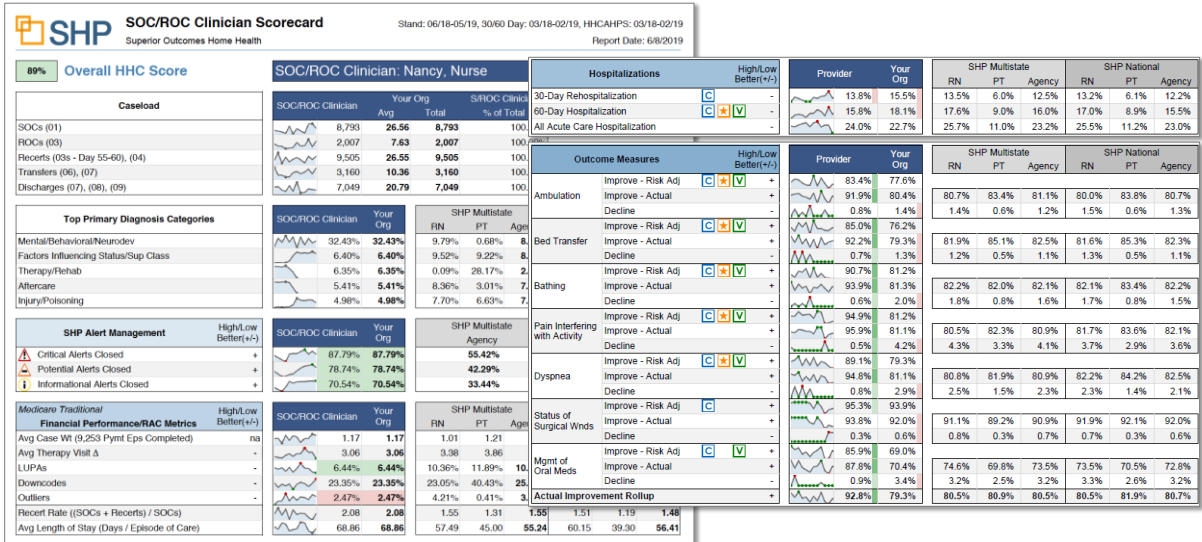 SHP
SOC/ROC Clinician Scorecard
Superior Outcomes Home Health
Stand: 06/18-05/19, 30/60 Day: 03/18-02/19, HHCAHPS: 03/18-02/19
Report Date: 6/8/2019
89% Overall HHC Score
SOC/ROC Clinician: Nancy, Nurse
Caseload SOC/ROC Clinician Your Org S/ROC Clinici
Avg Total % of Total
SOCs (01) 8,793 26.56 8,793 100.
ROCs (03) 2,007 7.63 2,007
Recerts (03s - Day 55-60), (04) 9,505 26.55 9,505 100.
Transfers (06), (07) 3,160 10.36 3,160 100.
Discharges (07), (08), (09) 7,049 20.79 7,049 100.
Top Primary Diagnosis Categories SOC/ROC Clinician Your Org SHP Multistate
RN PT Agen
Mental/Behavioral/Neurodev 32.43% 32.43% 9.79% 0.68% 8.
Factors Influencing Status/Sup Class 6.40% 6.40% 9.52% 9.22% 8.
Therapy/Rehab 6.35% 6.35% 0.09% 28.17% 2.
Aftercare 5.41% 5.41% 8.36% 3.01% 7.
Injury/Poisoning 4.98% 4.98% 7.70% 6.63% 7.
SHP Alert Management High/Low Better(+/-) SOC/ROC Clinician Your Org SHP Multistate
Agency
Critical Alerts Closed + 87.79% 87.79% 55.42%
Potential Alerts Closed + 78.74% 78.74% 42.29%
Informational Alerts Closed + 70.54% 70.54% 33.44%
Medicare Traditional
Financial Performance/RAC Metrics High/Low Better(+/-) SOC/ROC Clinician Your Org SHP Multistate
RN PT Agen
Avg Case Wt (9,253 Pymt Eps Completed) na 1.17 1.17 1.01 1.21
Avg Therapy Visit Δ - 3.06 3.06 3.38 3.86
LUPAs - 6.44% 6.44% 10.36% 11.89% 10.
Downcodes - 23.35% 23.35% 23.05% 40.43% 25.
Outliers - 2.47% 2.47% 4.21% 0.41% 3.
Recert Rate ((SOCs + Recerts) / SOCs) 2.08 2.08 1.55 1.31 1.55 1.51 1.19 1.48
Avg Length of Stay (Days / Episode of Care) 68.86 68.86 57.49 45.00 55.24 60.15 39.30 56.41
Hospitalizations High/Low Better(+/-) Provider Your Org SHP Multistate SHP National
RN PT Agency RN PT Agency
30-Day Rehospitalization C - 13.8% 15.5% 13.5% 6.0% 12.5% 13.2% 6.1% 12.2%
60-Day Hospitalization C V - 15.8% 18.1% 17.6% 9.0% 16.0% 17.0% 8.9% 15.5%
All Acute Care Hospitalization - 24.0% 22.7% 25.7% 11.0% 23.2% 25.5% 11.2% 23.0%
Outcome Measures High/Low Better(+/-) Provider Your Org SHP Multistate SHP National
RN PT Agency RN PT Agency
Ambulation
Improve - Risk Adj C V + 83.4% 77.6%
Improve - Actual + 91.9% 80.4% 80.7% 83.4% 81.1% 80.0% 83.8% 80.7%
Decline - 0.8% 1.4% 1.4% 0.6% 1.2% 1.5% 0.6% 1.3%
Bed Transfer
Improve - Risk Adj C V + 85.0% 76.2%
Improve - Actual + 92.2% 79.3% 81.9% 85.1% 82.5% 81.6% 85.3% 82.3%
Decline - 0.7% 1.3% 1.2% 0.5% 1.1% 1.3% 0.5% 1.1%
Bathing
Improve - Risk Adj C V + 90.7% 81.2%
Improve - Actual + 93.9% 81.3% 82.2% 82.0% 82.1% 82.1% 83.4% 82.2%
Decline - 0.6% 2.0% 1.8% 0.8% 1.6% 1.7% 0.8% 1.5%
Pain Interfering with Activity
Improve - Risk Adj C V + 94.9% 81.2%
Improve - Actual + 95.9% 81.1% 80.5% 82.3% 80.9% 81.7% 83.6% 82.1%
Decline - 0.5% 4.2% 4.3% 3.3% 4.1% 3.7% 2.9% 3.6%
Dyspnea
Improve - Risk Adj C V + 89.1% 79.3%
Improve - Actual + 94.8% 81.1% 80.8% 81.9% 80.9% 82.2% 84.2% 82.5%
Decline - 0.8% 2.9% 2.5% 1.5% 2.3% 2.3% 1.4% 2.1%
Status of Surgical Wnds
Improve - Risk Adj C + 95.3% 93.9%
Improve - Actual + 93.8% 92.0% 91.1% 89.2% 90.9% 91.9% 92.1% 92.0%
Decline - 0.3% 0.6% 0.8% 0.3% 0.7% 0.7% 0.3% 0.6%
Mgmt of Oral Meds
Improve - Risk Adj C V + 85.9% 69.0%
Improve - Actual + 87.8% 70.4% 74.6% 69.8% 73.5% 73.5% 70.5% 72.8%
Decline - 0.9% 3.4% 3.2% 2.5% 3.2% 3.3% 2.6% 3.2%
Actual Improvement Rollup + 92.8% 79.3% 80.5% 80.9% 80.5% 80.5% 81.9% 80.7%